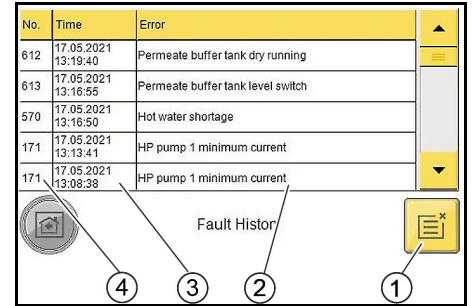 No. Time Error
612 17.05.2021 13:19:40 Permeate buffer tank dry running
613 17.05.2021 13:16:55 Permeate buffer tank level switch
570 17.05.2021 13:16:50 Hot water shortage
171 17.05.2021 13:13:41 HP pump 1 minimum current
171 17.05.2021 13:08:38 HP pump 1 minimum current
Fault Histor
4 3 2 1